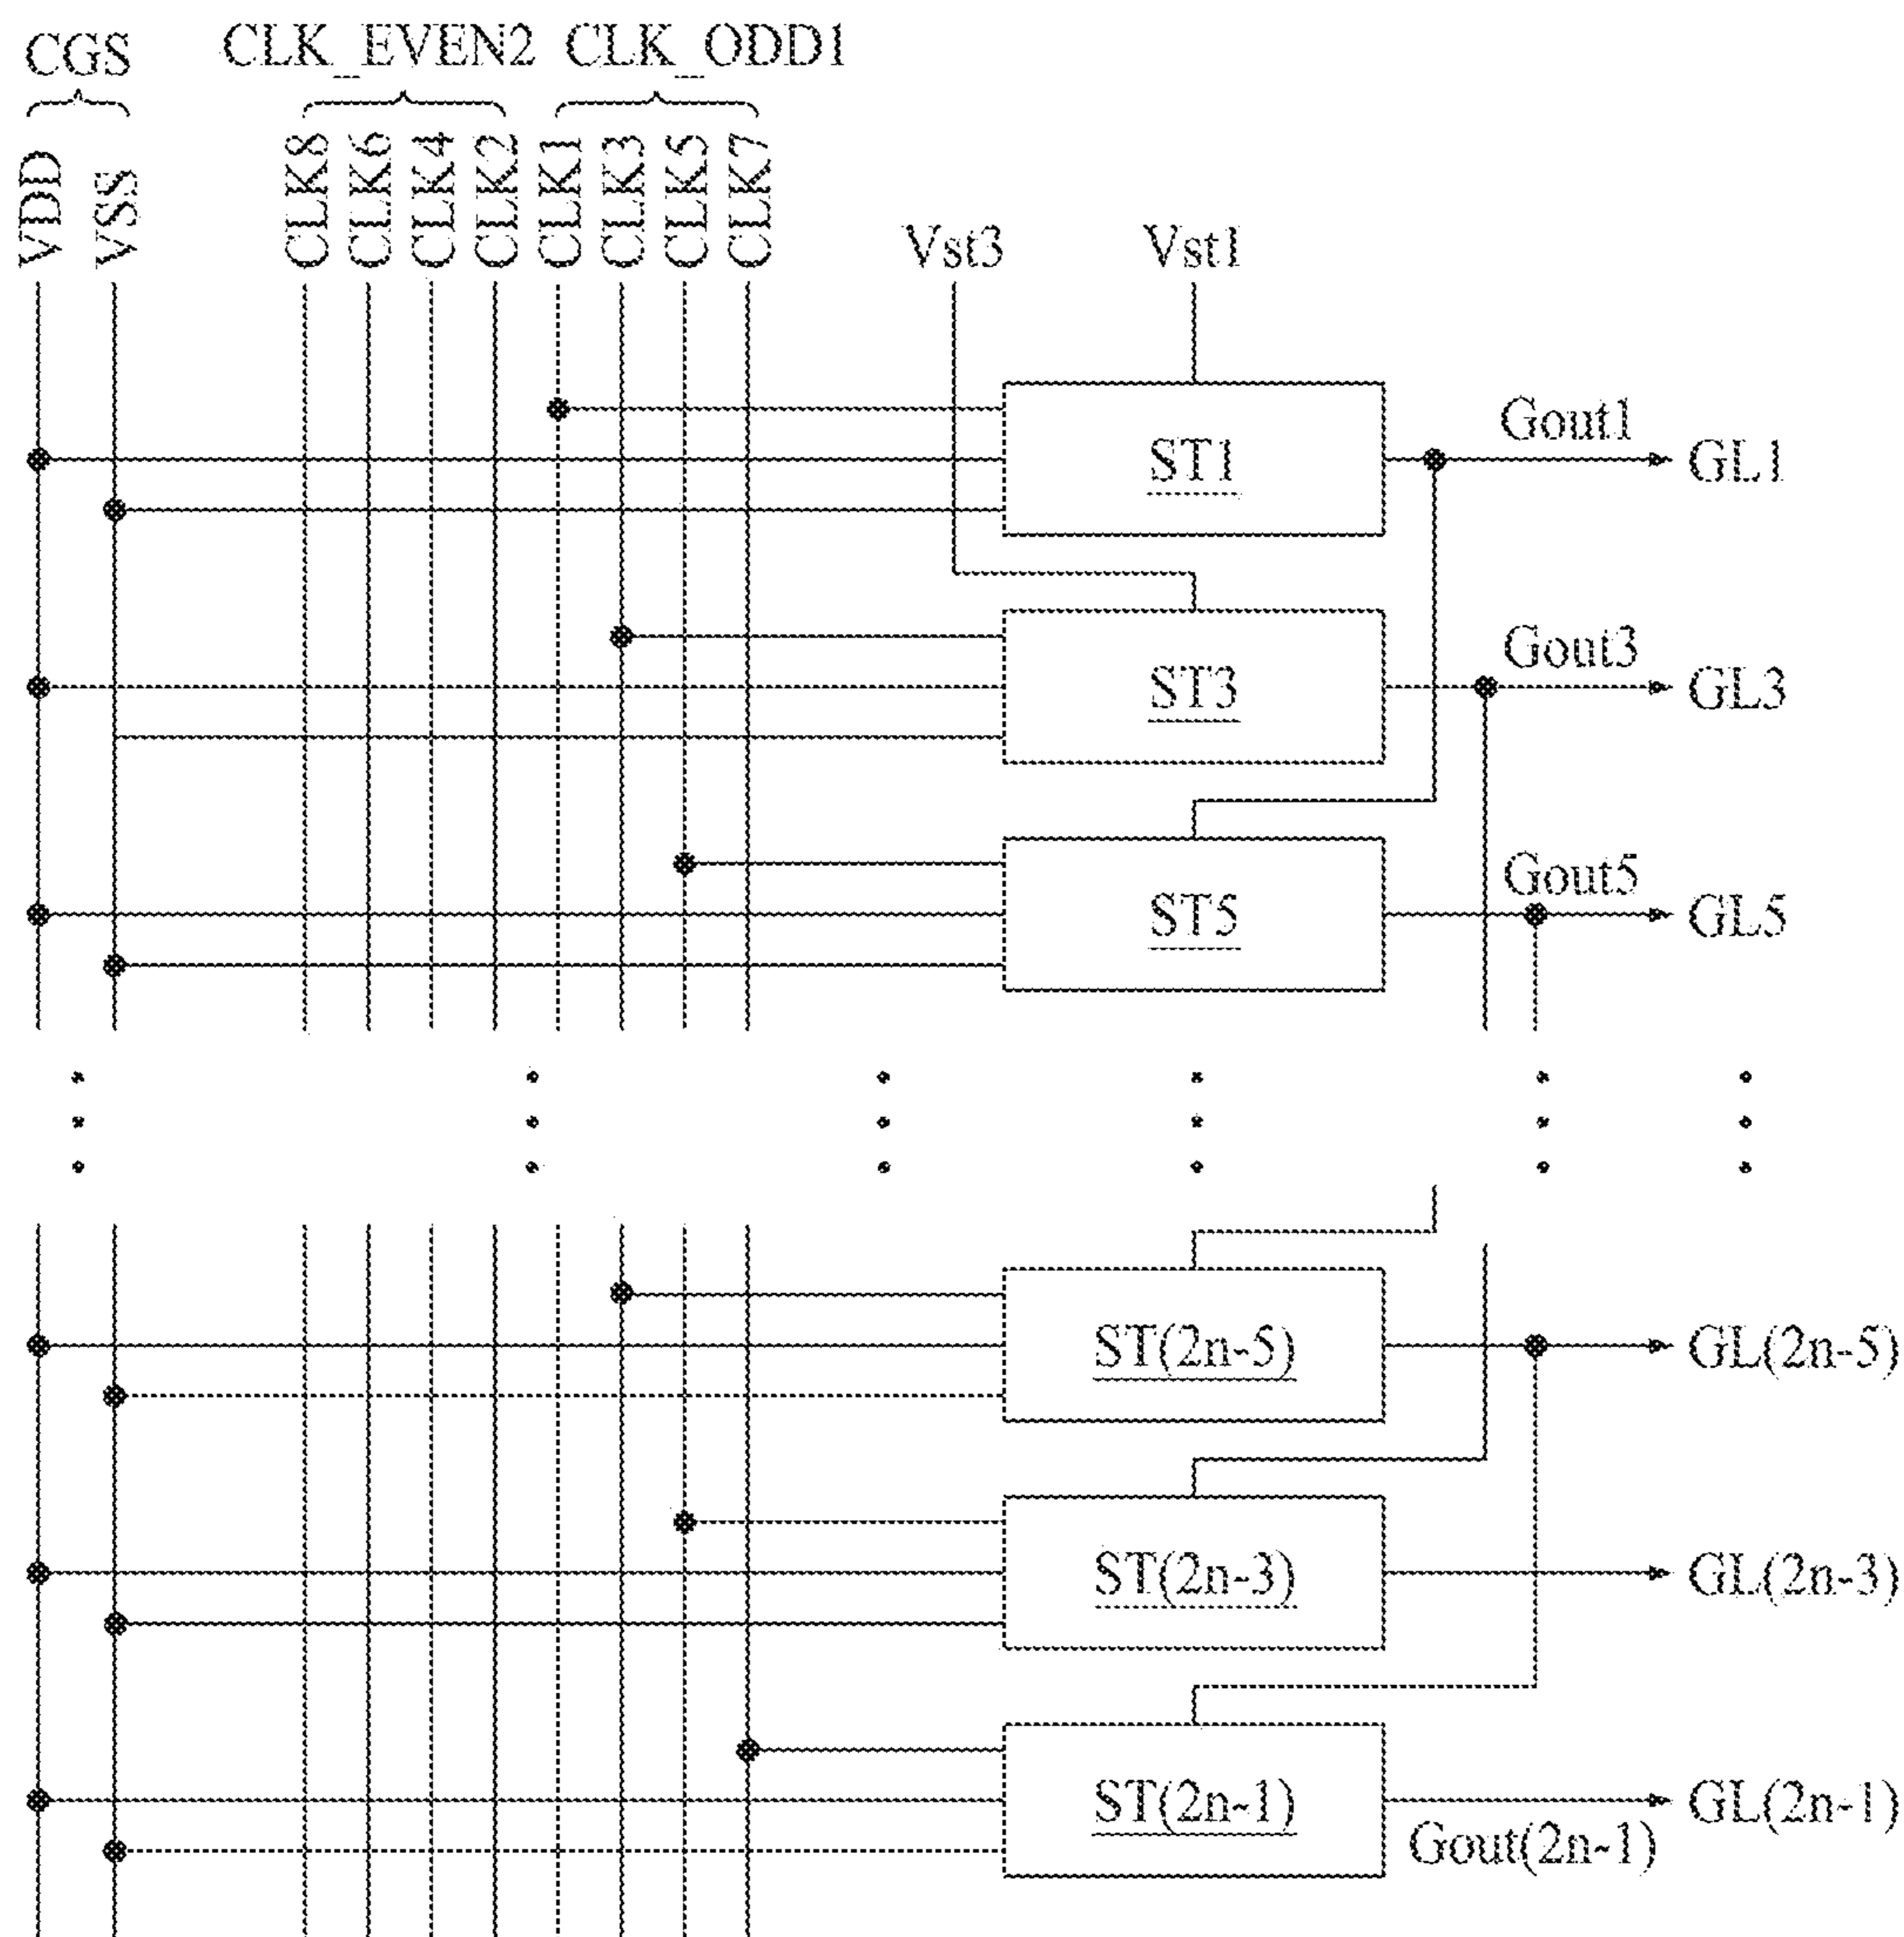 CGS CLK_EVEN2 CLK_ODD1
VDD VSS CLK8 CLK6 CLK4 CLK2 CLK1 CLK3 CLK5 CLK7
Vst3 Vst1
ST1 Gout1 GL1
ST3 Gout3 GL3
ST5 Gout5 GL5
ST(2n-5) GL(2n-5)
ST(2n-3) GL(2n-3)
ST(2n-1) GL(2n-1)
Gout(2n-1)